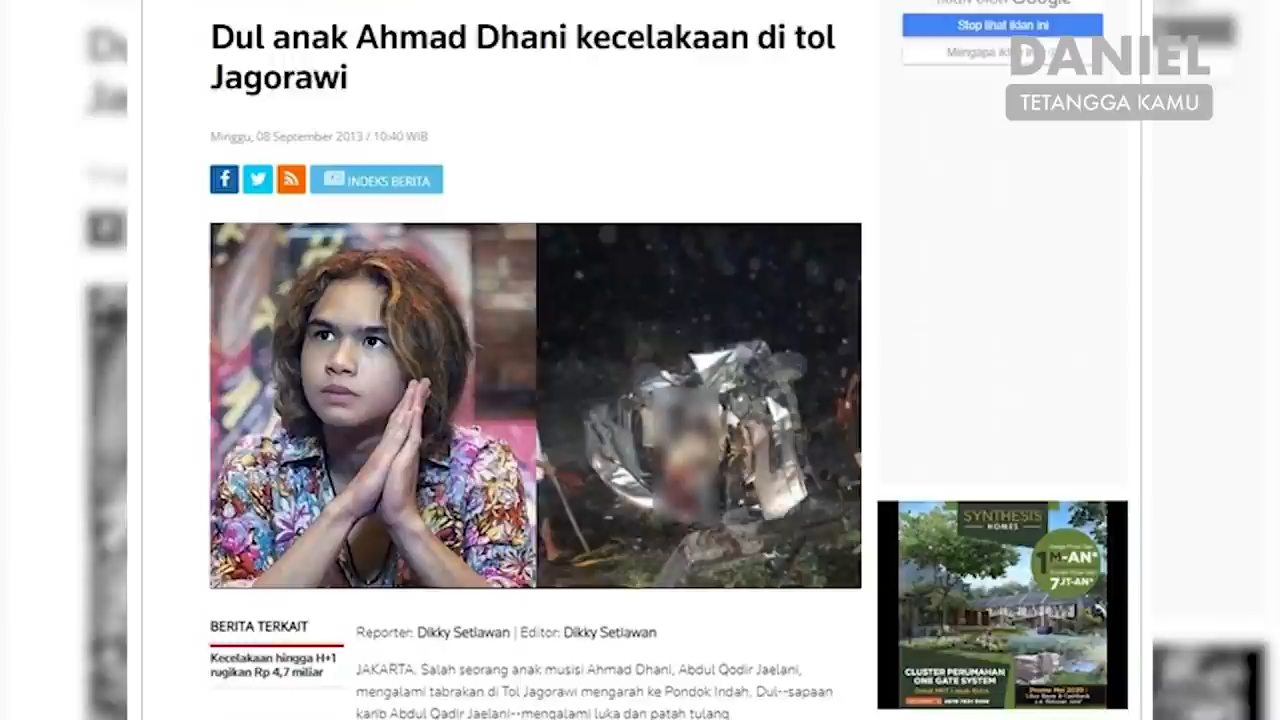 Dul anak Ahmad Dhani kecelakaan di tol
Jagorawi
Minggu, 08 September 2013 / 10:40 WIB
INDEKS BERITA
Stop lihat iklan ini
Mengapa
DANIEL
TETANGGA KAMU
BERITA TERKAIT
Kecelakaan hingga H+1
rugikan Rp 4,7 miliar
Reporter: Dikky Setiawan | Editor: Dikky Setiawan
JAKARTA. Salah seorang anak musisi Ahmad Dhani, Abdul Qodir Jaelani,
mengalami tabrakan di Tol Jagorawi mengarah ke Pondok Indah. Dul--sapaan
karib Abdul Qadir Jaelani--mengalami luka dan patah tulang
SYNTHESIS
HOMES
1 M-AN*
7 JT-AN*
CLUSTER PERUMAHAN
ONE GATE SYSTEM